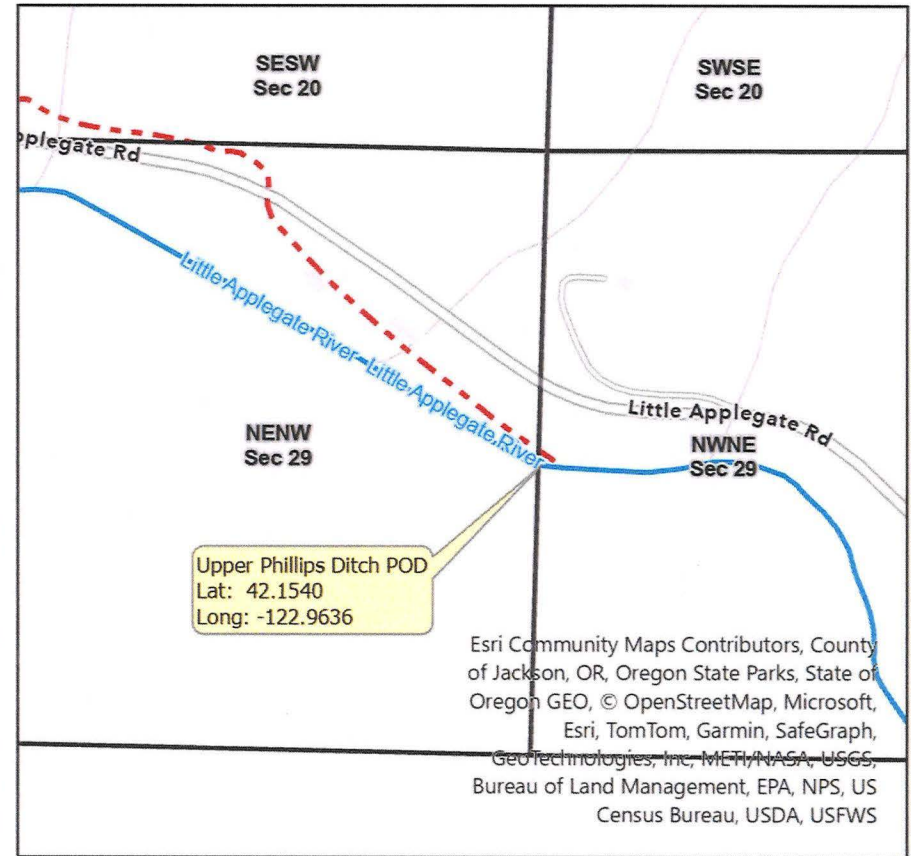 SESW
Sec 20
SWSE
Sec 20
pplegate Rd
Little Applegate River
Little Applegate River
Little Applegate Rd
NENW
Sec 29
NWNE
Sec 29
Upper Phillips Ditch POD
Lat: 42.1540
Long: -122.9636
Esri Community Maps Contributors, County
of Jackson, OR, Oregon State Parks, State of
Oregon GEO, © OpenStreetMap, Microsoft,
Esri, TomTom, Garmin, SafeGraph,
GeoTechnologies, Inc, METI/NASA, USGS,
Bureau of Land Management, EPA, NPS, US
Census Bureau, USDA, USFWS